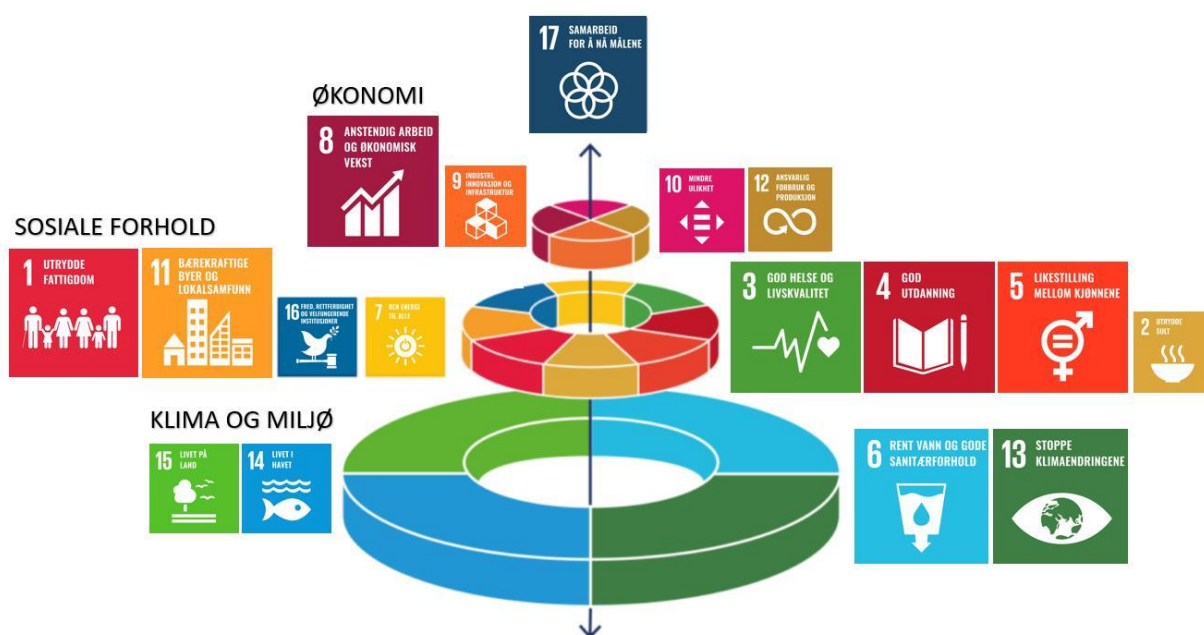 17 SAMARBEID
FOR Å NÅ MÅLENE
ØKONOMI
8 ANSTENDIG ARBEID
OG ØKONOMISK
VEKST
9 INDUSTRI,
INNOVASJON OG
INFRASTRUKTUR
10 MINDRE
ULIKHET
12 ANSVARLIG
FORBRUK OG
PRODUKSJON
SOSIALE FORHOLD
1 UTRYDDE
FATTIGDOM
11 BÆREKRAFTIGE
BYER OG
LOKALSAMFUNN
16 FRED, RETTFERDIGHET
OG VELFUNGERENDE
INSTITUSJONER
7 REN ENERGI
TIL ALLE
3 GOD HELSE OG
LIVSKVALITET
4 GOD
UTDANNING
5 LIKESTILLING
MELLOM KJØNNENE
2 UTRYDDE
SULT
KLIMA OG MILJØ
15 LIVET PÅ
LAND
14 LIVET I
HAVET
6 RENT VANN OG GODE
SANITÆRFORHOLD
13 STOPPE
KLIMAENDRINGENE